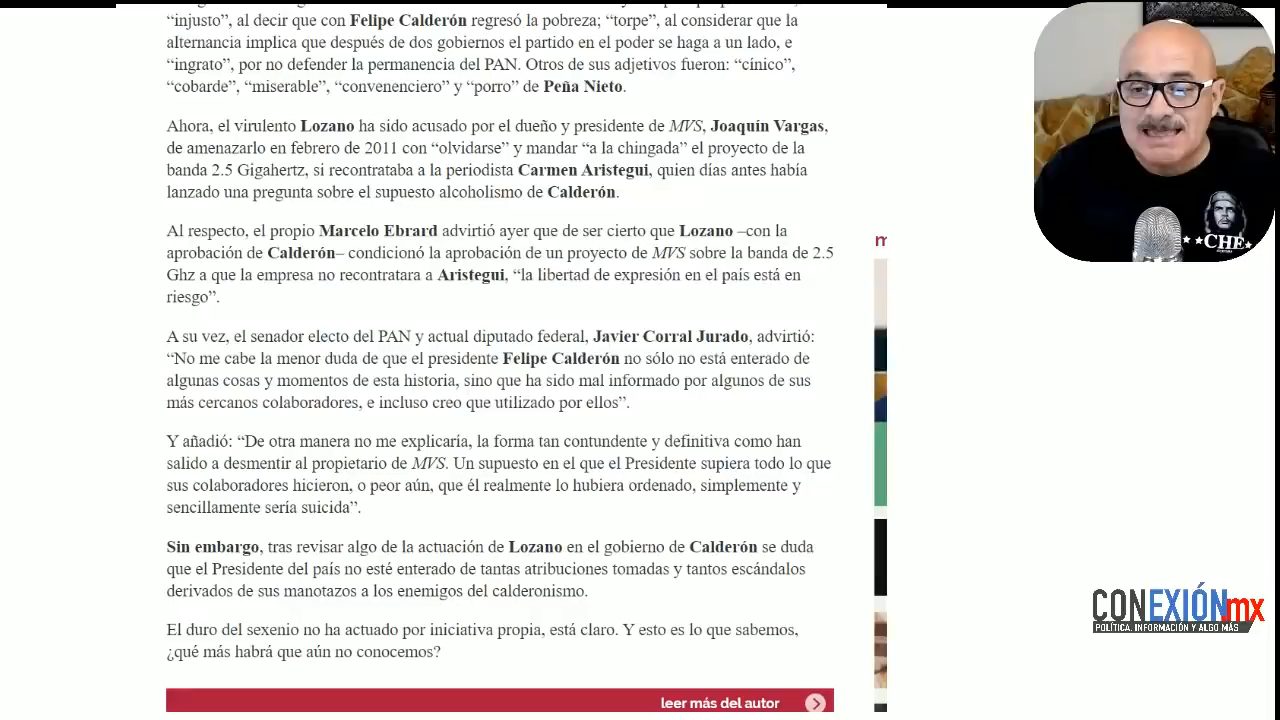 “injusto”, al decir que con Felipe Calderón regresó la pobreza; “torpe”, al considerar que la
alternancia implica que después de dos gobiernos el partido en el poder se haga a un lado, e
“ingrato”, por no defender la permanencia del PAN. Otros de sus adjetivos fueron: “cínico”,
“cobarde”, “miserable”, “convenenciero” y “porro” de Peña Nieto.
Ahora, el virulento Lozano ha sido acusado por el dueño y presidente de MVS, Joaquín Vargas,
de amenazarlo en febrero de 2011 con “olvidarse” y mandar “a la chingada” el proyecto de la
banda 2.5 Gigahertz, si recontrataba a la periodista Carmen Aristegui, quien días antes había
lanzado una pregunta sobre el supuesto alcoholismo de Calderón.
Al respecto, el propio Marcelo Ebrard advirtió ayer que de ser cierto que Lozano –con la
aprobación de Calderón– condicionó la aprobación de un proyecto de MVS sobre la banda de 2.5
Ghz a que la empresa no recontratara a Aristegui, “la libertad de expresión en el país está en
riesgo”.
A su vez, el senador electo del PAN y actual diputado federal, Javier Corral Jurado, advirtió:
“No me cabe la menor duda de que el presidente Felipe Calderón no sólo no está enterado de
algunas cosas y momentos de esta historia, sino que ha sido mal informado por algunos de sus
más cercanos colaboradores, e incluso creo que utilizado por ellos”.
Y añadió: “De otra manera no me explicaría, la forma tan contundente y definitiva como han
salido a desmentir al propietario de MVS. Un supuesto en el que el Presidente supiera todo lo que
sus colaboradores hicieron, o peor aún, que él realmente lo hubiera ordenado, simplemente y
sencillamente sería suicida”.
Sin embargo, tras revisar algo de la actuación de Lozano en el gobierno de Calderón se duda
que el Presidente del país no esté enterado de tantas atribuciones tomadas y tantos escándalos
derivados de sus manotazos a los enemigos del calderonismo.
El duro del sexenio no ha actuado por iniciativa propia, está claro. Y esto es lo que sabemos,
¿qué más habrá que aún no conocemos?
leer más del autor
CHE
CONEXIÓN.mx
POLÍTICA, INFORMACIÓN Y ALGO MÁS